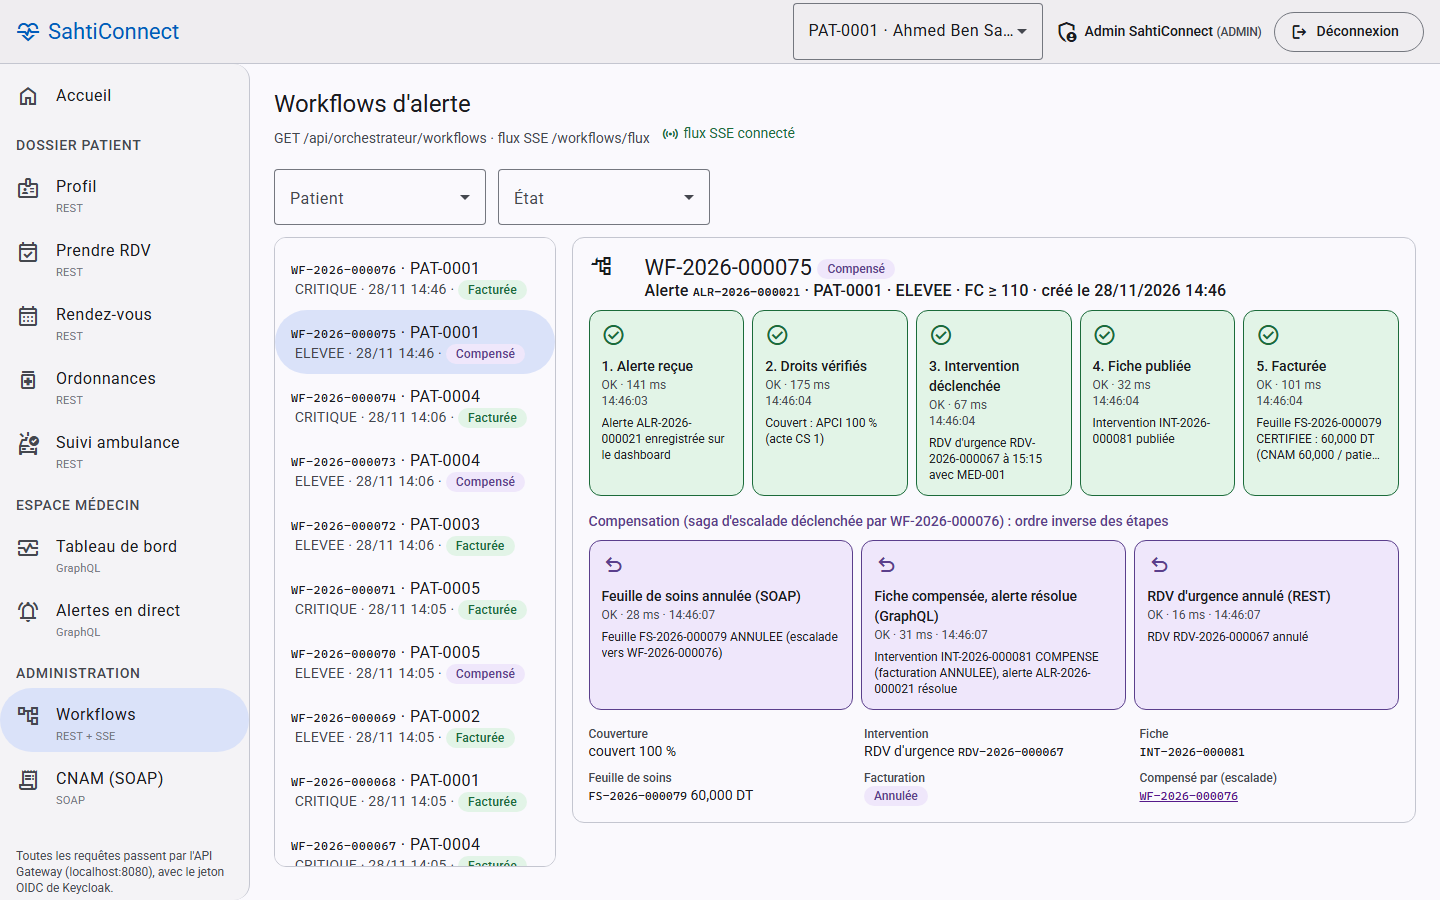 SahtiConnect
PAT-0001 · Ahmed Ben Sa...
Admin SahtiConnect (ADMIN)
Déconnexion
Accueil
DOSSIER PATIENT
Profil
REST
Prendre RDV
REST
Rendez-vous
REST
Ordonnances
REST
Suivi ambulance
REST
ESPACE MÉDECIN
Tableau de bord
GraphQL
Alertes en direct
GraphQL
ADMINISTRATION
Workflows
REST + SSE
CNAM (SOAP)
SOAP
Toutes les requêtes passent par l'API
Gateway (localhost:8080), avec le jeton
OIDC de Keycloak.
Workflows d'alerte
GET /api/orchestrateur/workflows · flux SSE /workflows/flux
flux SSE connecté
Patient
État
WF-2026-000076 · PAT-0001
CRITIQUE · 28/11 14:46 · Facturée
WF-2026-000075 · PAT-0001
ELEVEE · 28/11 14:46 · Compensé
WF-2026-000074 · PAT-0004
CRITIQUE · 28/11 14:06 · Facturée
WF-2026-000073 · PAT-0004
ELEVEE · 28/11 14:06 · Compensé
WF-2026-000072 · PAT-0003
ELEVEE · 28/11 14:06 · Facturée
WF-2026-000071 · PAT-0005
CRITIQUE · 28/11 14:05 · Facturée
WF-2026-000070 · PAT-0005
ELEVEE · 28/11 14:05 · Compensé
WF-2026-000069 · PAT-0002
ELEVEE · 28/11 14:05 · Facturée
WF-2026-000068 · PAT-0001
CRITIQUE · 28/11 14:05 · Facturée
WF-2026-000067 · PAT-0004
CRITIQUE · 28/11 14:05 · Facturée
WF-2026-000075 Compensé
Alerte ALR-2026-000021 · PAT-0001 · ELEVEE · FC ≥ 110 · créé le 28/11/2026 14:46
1. Alerte reçue
OK · 141 ms
14:46:03
Alerte ALR-2026-
000021 enregistrée sur
le dashboard
2. Droits vérifiés
OK · 175 ms
14:46:04
Couvert : APCI 100 %
(acte CS 1)
3. Intervention
déclenchée
OK · 67 ms
14:46:04
RDV d'urgence RDV-
2026-000067 à 15:15
avec MED-001
4. Fiche publiée
OK · 32 ms
14:46:04
Intervention INT-2026-
000081 publiée
5. Facturée
OK · 101 ms
14:46:04
Feuille FS-2026-000079
CERTIFIEE : 60,000 DT
(CNAM 60,000 / patie...
Compensation (saga d'escalade déclenchée par WF-2026-000076) : ordre inverse des étapes
Feuille de soins annulée (SOAP)
OK · 28 ms · 14:46:07
Feuille FS-2026-000079 ANNULEE (escalade
vers WF-2026-000076)
Fiche compensée, alerte résolue
(GraphQL)
OK · 31 ms · 14:46:07
Intervention INT-2026-000081 COMPENSE
(facturation ANNULEE), alerte ALR-2026-
000021 résolue
RDV d'urgence annulé (REST)
OK · 16 ms · 14:46:07
RDV RDV-2026-000067 annulé
Couverture
couvert 100 %
Intervention
RDV d'urgence RDV-2026-000067
Fiche
INT-2026-000081
Feuille de soins
FS-2026-000079 60,000 DT
Facturation
Annulée
Compensé par (escalade)
WF-2026-000076